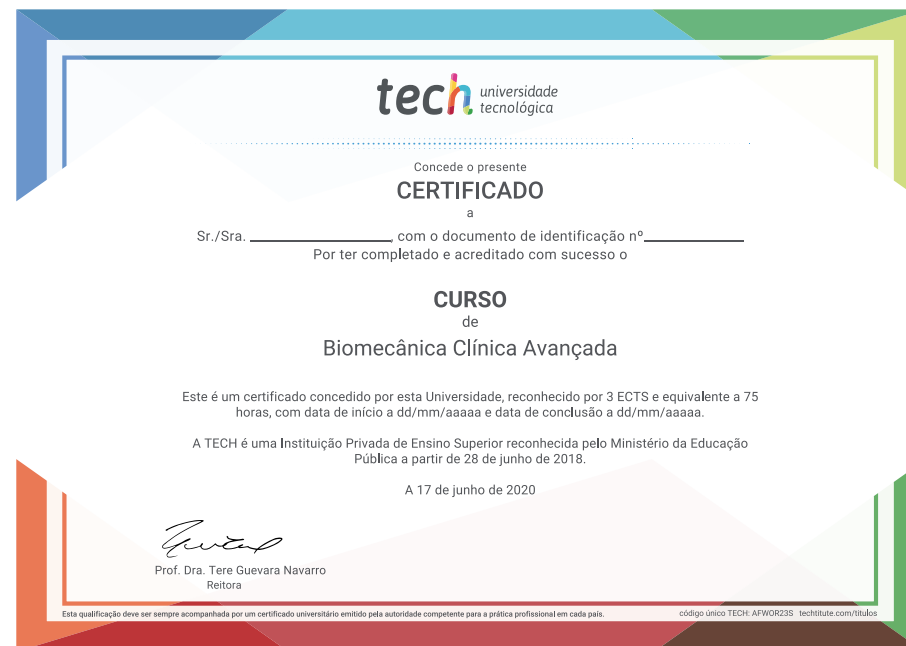 tech universidade
tecnológica
Concede o presente
CERTIFICADO
a
Sr./Sra. ________________, com o documento de identificação nº____________
Por ter completado e acreditado com sucesso o
CURSO
de
Biomecânica Clínica Avançada
Este é um certificado concedido por esta Universidade, reconhecido por 3 ECTS e equivalente a 75
horas, com data de início a dd/mm/aaaaa e data de conclusão a dd/mm/aaaaa.
A TECH é uma Instituição Privada de Ensino Superior reconhecida pelo Ministério da Educação
Pública a partir de 28 de junho de 2018.
A 17 de junho de 2020
Prof. Dra. Tere Guevara Navarro
Reitora
Esta qualificação deve ser sempre acompanhada por um certificado universitário emitido pela autoridade competente para a prática profissional em cada país. código único TECH: AFWOR23S techtitute.com/títulos